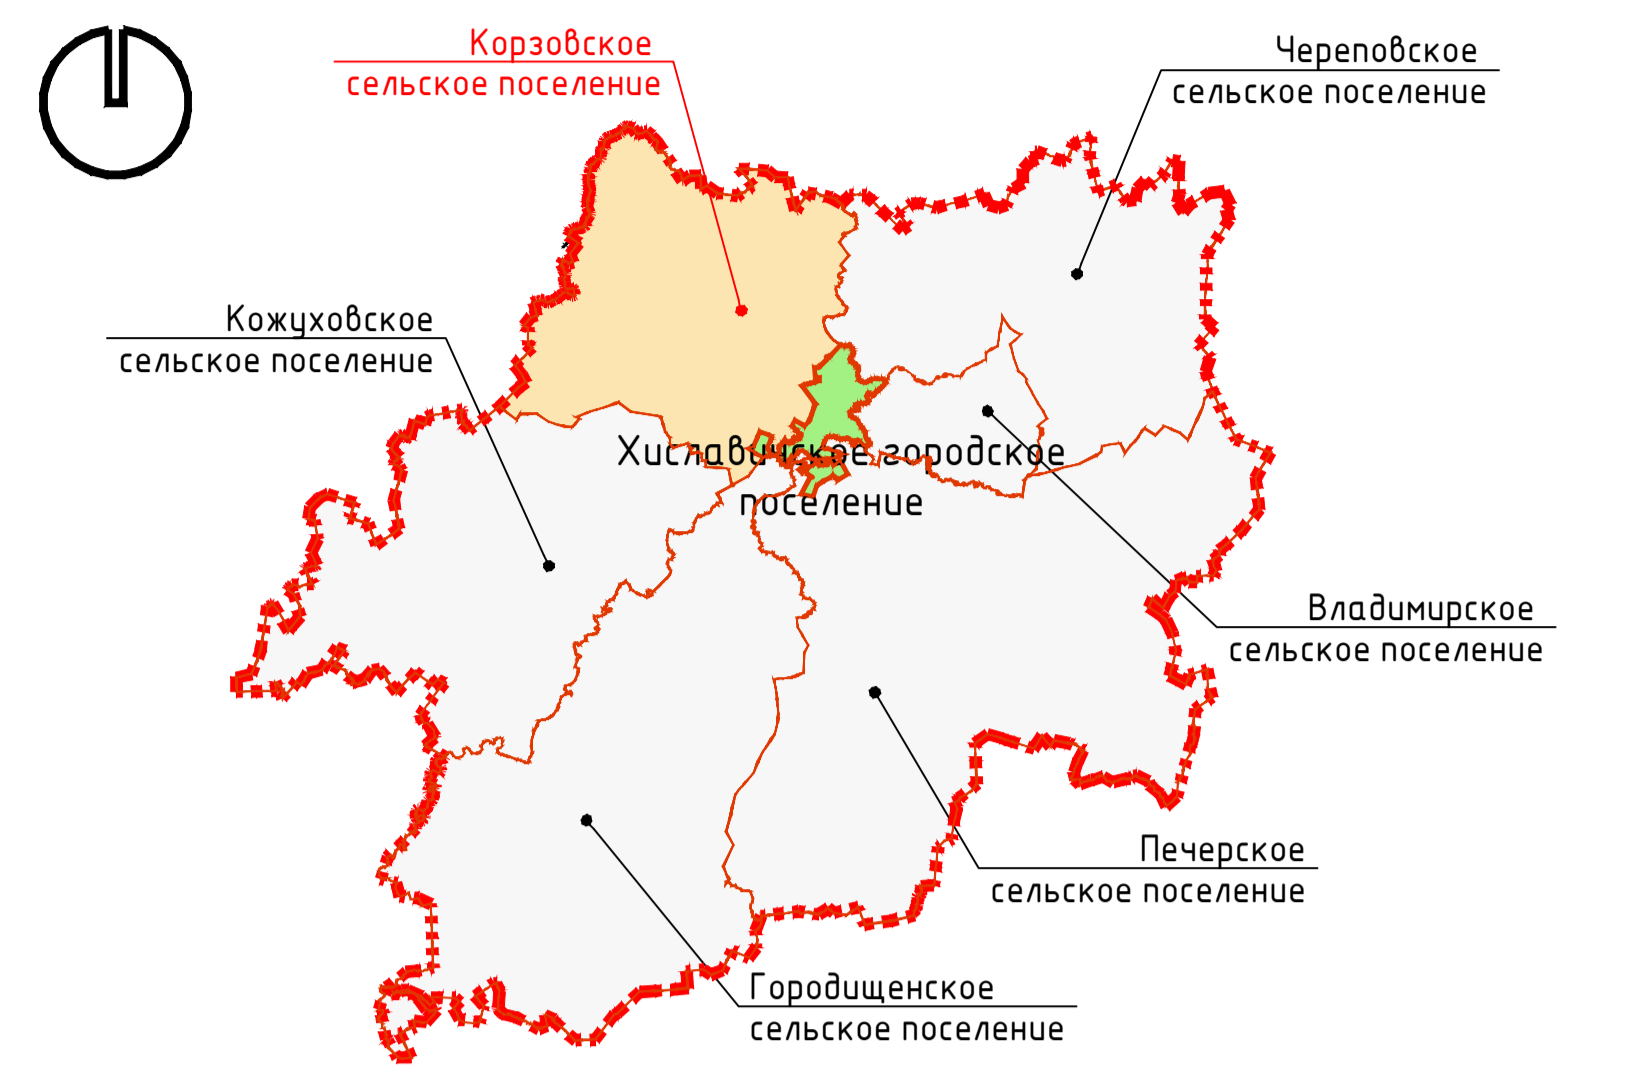 Корзовское
сельское поселение
Череповское
сельское поселение
Кожуховское
сельское поселение
Хиславичское городское
поселение
Владимирское
сельское поселение
Печерское
сельское поселение
Городищенское
сельское поселение